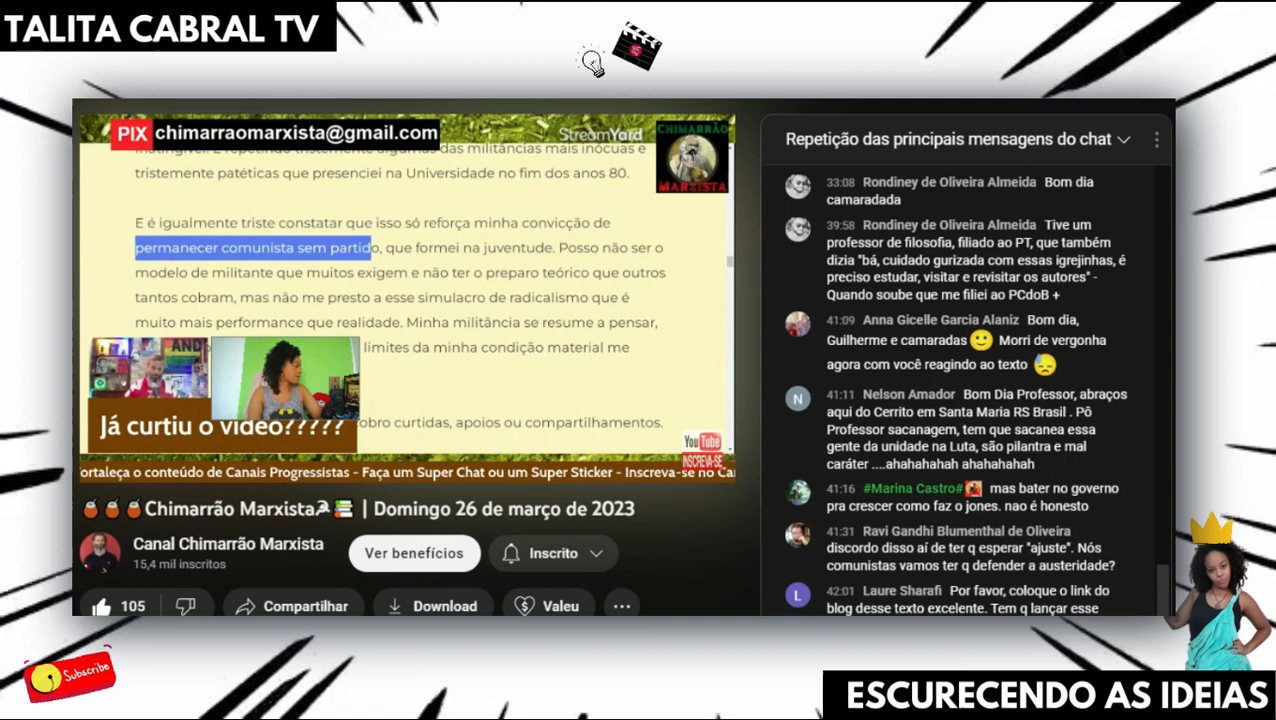 TALITA CABRAL TV
PIX chimarraomarxista@gmail.com
StreamYard
CHIMARRÃO
MARXISTA
das militâncias mais inócuas e
tristemente patéticas que presenciei na Universidade no fim dos anos 80.
E é igualmente triste constatar que isso só reforça minha convicção de
permanecer comunista sem partido, que formei na juventude. Posso não ser o
modelo de militante que muitos exigem e não ter o preparo teórico que outros
tantos cobram, mas não me presto a esse simulacro de radicalismo que é
muito mais performance que realidade. Minha militância se resume a pensar,
limites da minha condição material me
obro curtidas, apoios ou compartilhamentos.
AND
Já curtiu o vídeo?????
YouTube
INSCREVA-SE
ortaleça o conteúdo de Canais Progressistas - Faça um Super Chat ou um Super Sticker - Inscreva-se no Ca
Chimarrão Marxista | Domingo 26 de março de 2023
Canal Chimarrão Marxista
15,4 mil inscritos
Ver benefícios
Inscrito
105
Compartilhar
Download
Valeu
Repetição das principais mensagens do chat
33:08 Rondiney de Oliveira Almeida Bom dia
camaradada
39:58 Rondiney de Oliveira Almeida Tive um
professor de filosofia, filiado ao PT, que também
dizia "bá, cuidado gurizada com essas igrejinhas, é
preciso estudar, visitar e revisitar os autores" -
Quando soube que me filiei ao PCdoB +
41:09 Anna Gicelle Garcia Alaniz Bom dia,
Guilherme e camaradas 🙂 Morri de vergonha
agora com você reagindo ao texto 😓
N
41:11 Nelson Amador Bom Dia Professor, abraços
aqui do Cerrito em Santa Maria RS Brasil . Pô
Professor sacanagem, tem que sacanea essa
gente da unidade na Luta, são pilantra e mal
caráter ....ahahahahah ahahahahah
41:16 #Marina Castro# mas bater no governo
pra crescer como faz o jones. nao é honesto
41:31 Ravi Gandhi Blumenthal de Oliveira
discordo disso aí de ter q esperar "ajuste". Nós
comunistas vamos ter q defender a austeridade?
L
42:01 Laure Sharafi Por favor, coloque o link do
blog desse texto excelente. Tem q lançar esse
Subscribe
ESCURECENDO AS IDEIAS